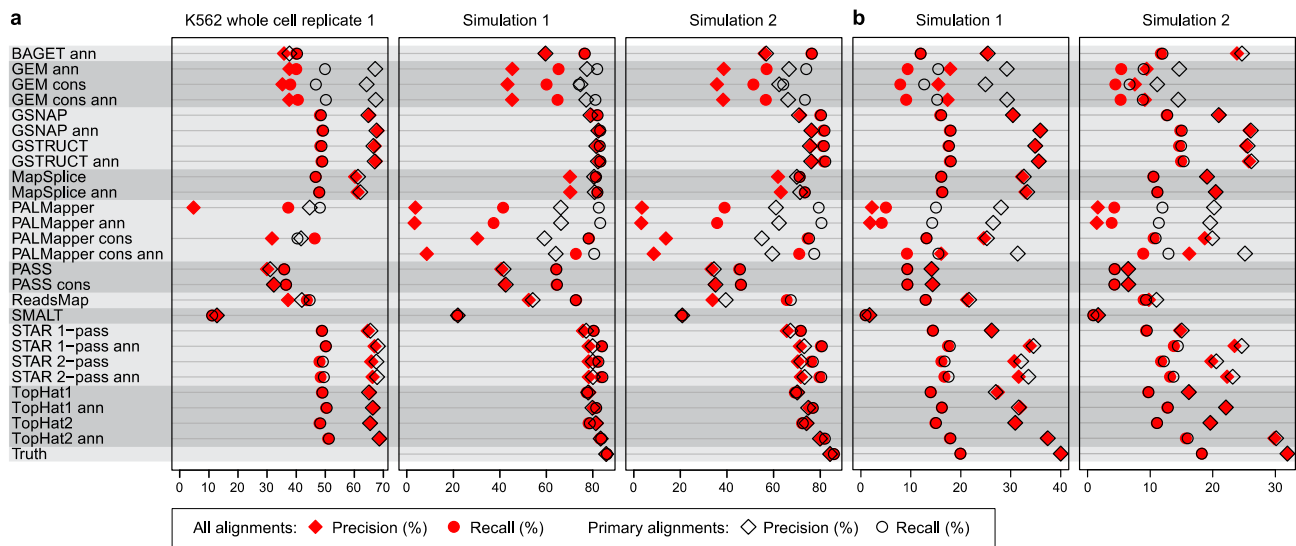 a
K562 whole cell replicate 1
Simulation 1
Simulation 2
b
Simulation 1
Simulation 2
BAGET ann
GEM ann
GEM cons
GEM cons ann
GSNAP
GSNAP ann
GSTRUCT
GSTRUCT ann
MapSplice
MapSplice ann
PALMapper
PALMapper ann
PALMapper cons
PALMapper cons ann
PASS
PASS cons
ReadsMap
SMALT
STAR 1−pass
STAR 1−pass ann
STAR 2−pass
STAR 2−pass ann
TopHat1
TopHat1 ann
TopHat2
TopHat2 ann
Truth
0 10 20 30 40 50 60 70
0 20 40 60 80
0 20 40 60 80
0 10 20 30 40
0 10 20 30
All alignments: Precision (%) Recall (%) Primary alignments: Precision (%) Recall (%)